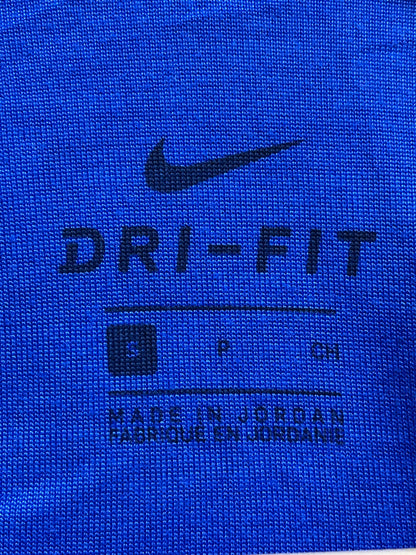 DRI-FIT
S P CH
MADE IN JORDAN
FABRIQUÉ EN JORDANIE